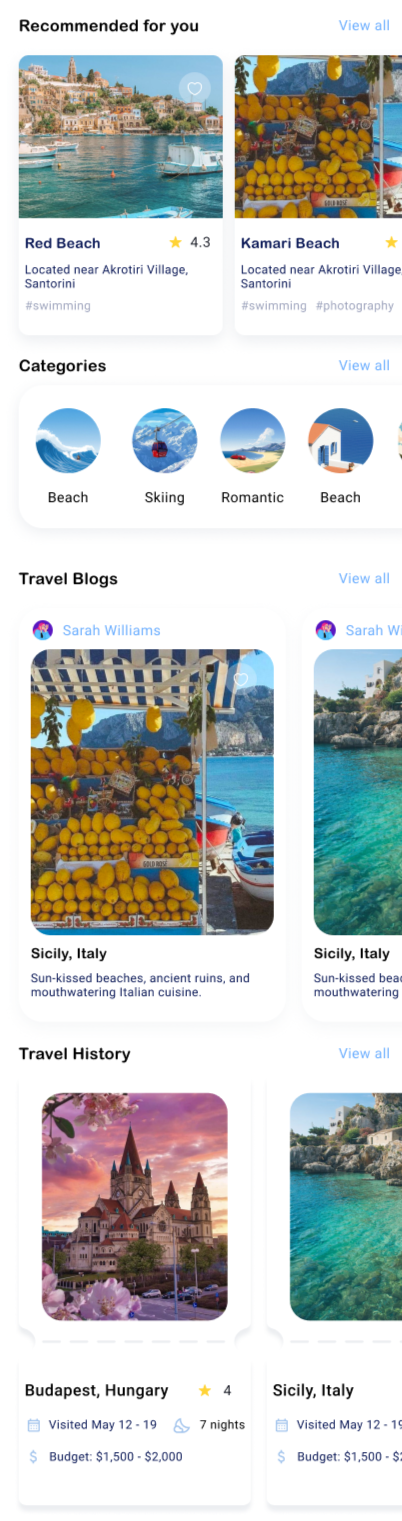 Recommended for you View all
Red Beach 4.3
Located near Akrotiri Village,
Santorini
#swimming
Kamari Beach
Located near Akrotiri Village,
Santorini
#swimming #photography
Categories View all
Beach Skiing Romantic Beach
Travel Blogs View all
Sarah Williams
GOLD ROSE
Sicily, Italy
Sun-kissed beaches, ancient ruins, and
mouthwatering Italian cuisine.
Sarah Wi
Sicily, Italy
Sun-kissed bea
mouthwatering
Travel History View all
Budapest, Hungary 4
Visited May 12 - 19 7 nights
Budget: $1,500 - $2,000
Sicily, Italy
Visited May 12 - 19
Budget: $1,500 - $2